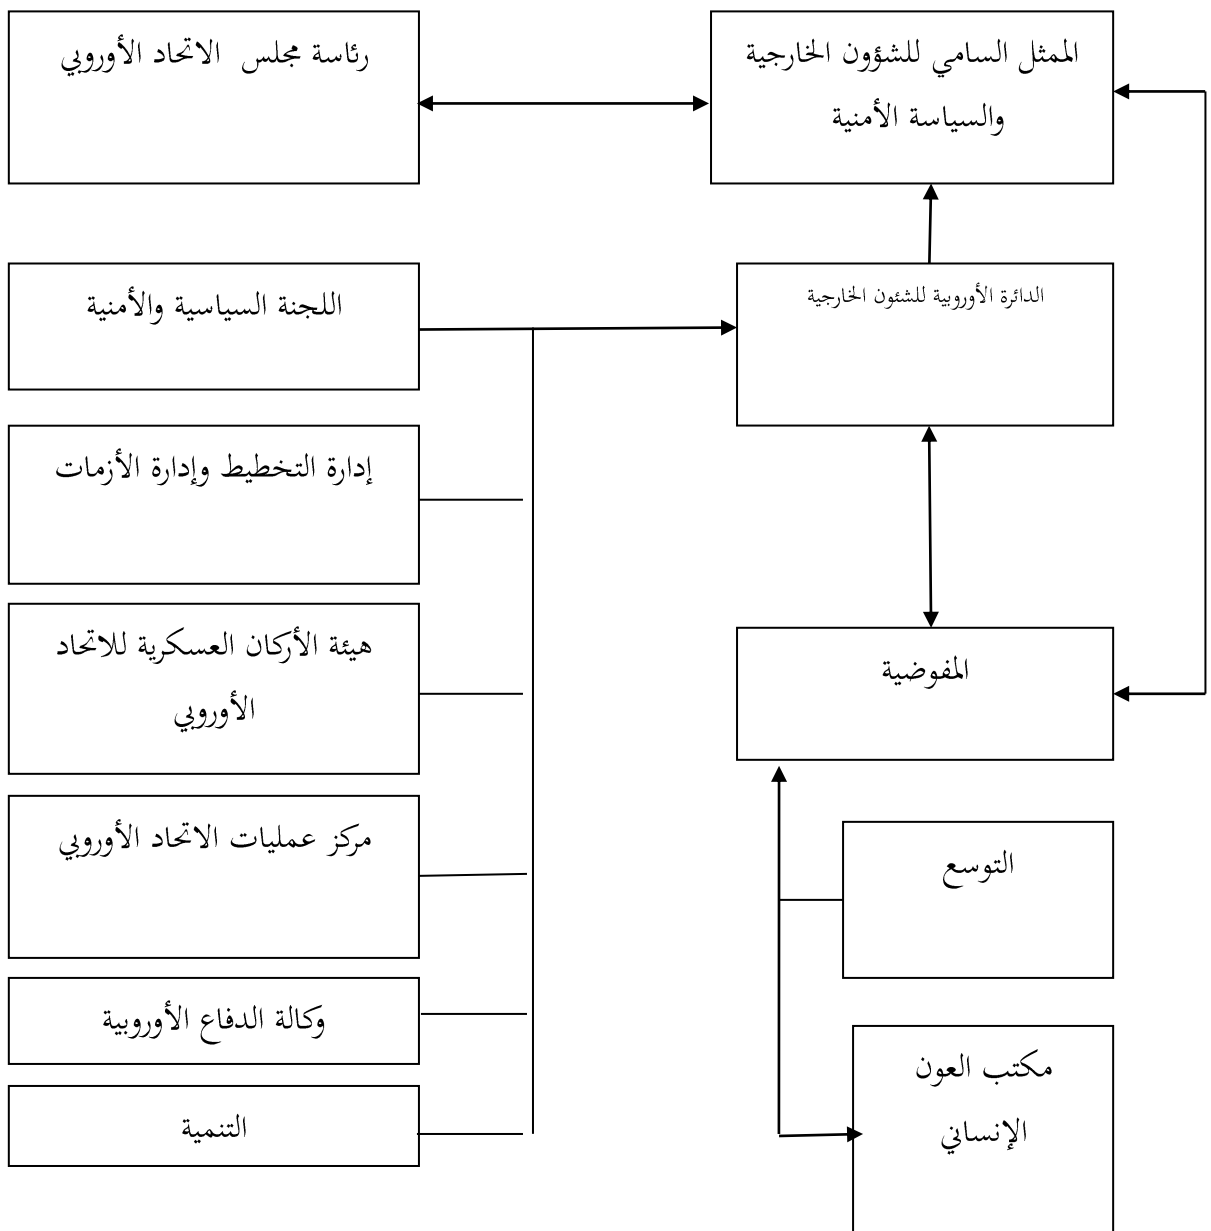 الممثل السامي للشؤون الخارجية
والسياسة الأمنية
رئاسة مجلس الاتحاد الأوروبي
الدائرة الأوروبية للشئون الخارجية
اللجنة السياسية والأمنية
إدارة التخطيط وإدارة الأزمات
هيئة الأركان العسكرية للاتحاد
الأوروبي
المفوضية
مركز عمليات الاتحاد الأوروبي
التوسع
وكالة الدفاع الأوروبية
مكتب العون
الإنساني
التنمية